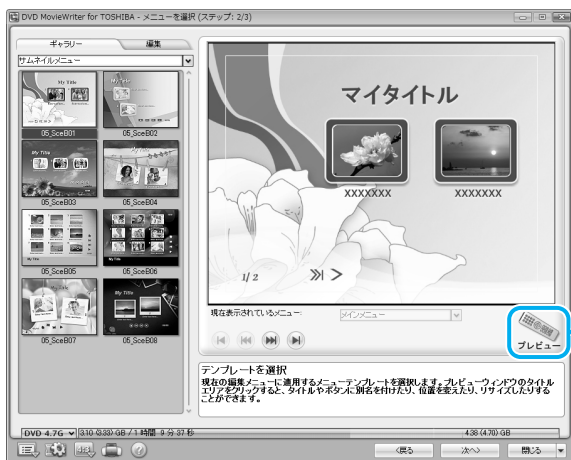 DVD MovieWriter for TOSHIBA - メニューを選択 (ステップ: 2/3)
ギャラリー
編集
サムネイルメニュー
My Title
05_SceB01
05_SceB02
My Title
05_SceB03
05_SceB04
My Title
05_SceB05
05_SceB06
My Title
05_SceB07
05_SceB08
マイタイトル
XXXXXXX
XXXXXXX
1/2
現在表示されているメニュー:
メインメニュー
プレビュー
テンプレートを選択
現在の編集メニューに適用するメニューテンプレートを選択します。プレビューウィンドウのタイトル
エリアをクリックすると、タイトルやボタンに別名を付けたり、位置を変えたり、リサイズしたりする
ことができます。
DVD 4.7G
3.10 (3.33) GB / 1 時間 9 分 37 秒
4.38 (4.70) GB
<戻る
次へ>
閉じる